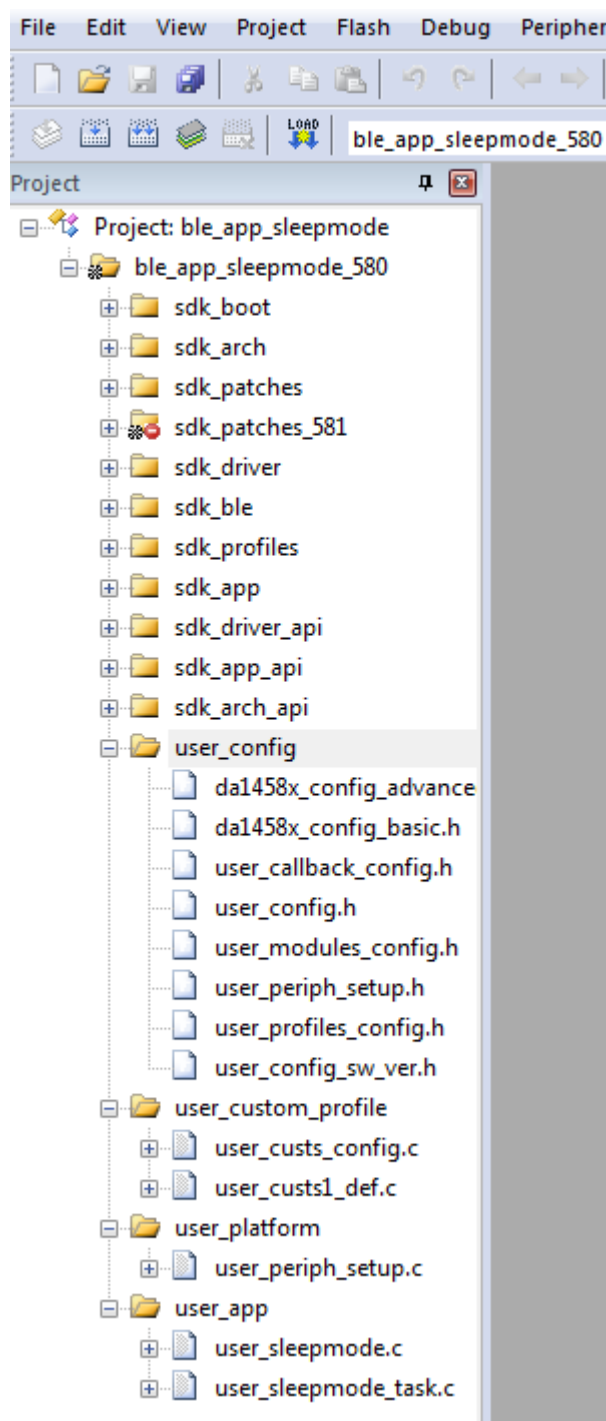 File Edit View Project Flash Debug Peripher
LOAD ble_app_sleepmode_580
Project
Project: ble_app_sleepmode
ble_app_sleepmode_580
sdk_boot
sdk_arch
sdk_patches
sdk_patches_581
sdk_driver
sdk_ble
sdk_profiles
sdk_app
sdk_driver_api
sdk_app_api
sdk_arch_api
user_config
da1458x_config_advance
da1458x_config_basic.h
user_callback_config.h
user_config.h
user_modules_config.h
user_periph_setup.h
user_profiles_config.h
user_config_sw_ver.h
user_custom_profile
user_custs_config.c
user_custs1_def.c
user_platform
user_periph_setup.c
user_app
user_sleepmode.c
user_sleepmode_task.c